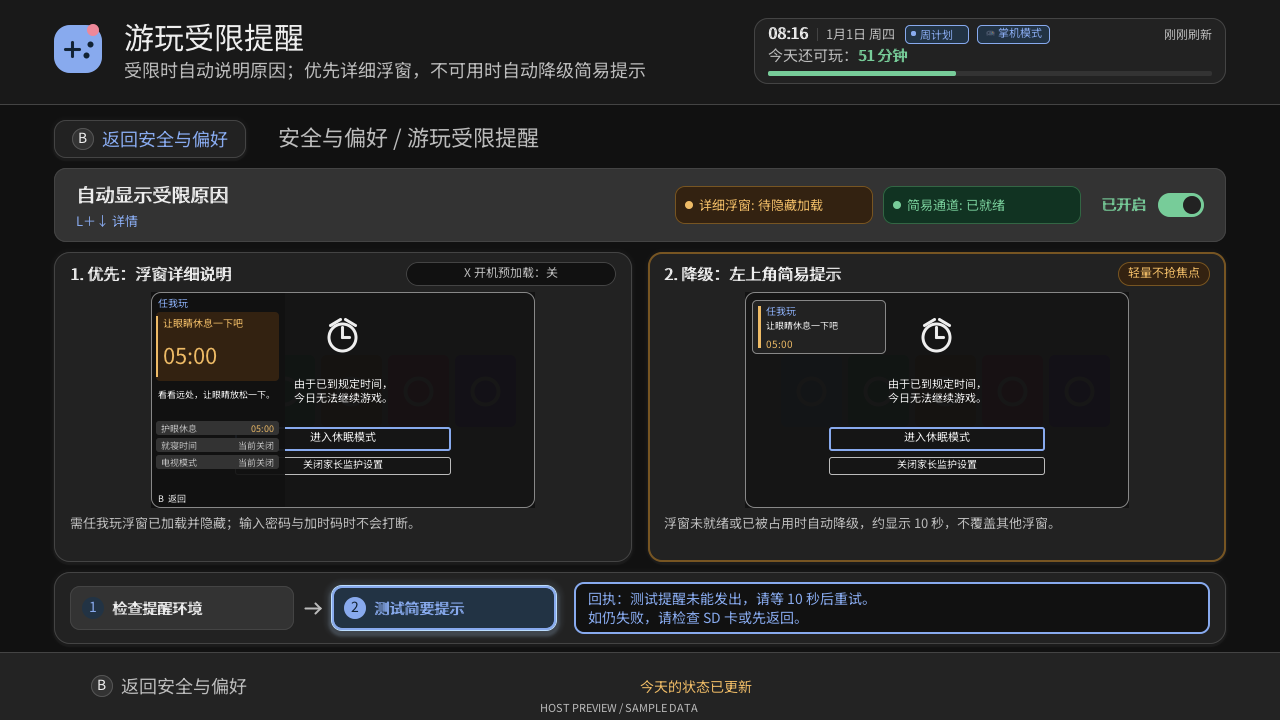 游玩受限提醒
受限时自动说明原因；优先详细浮窗，不可用时自动降级简易提示
08:16
1月1日 周四
周计划
掌机模式
刚刚刷新
今天还可玩：51 分钟
B 返回安全与偏好
安全与偏好 / 游玩受限提醒
自动显示受限原因
L＋↓ 详情
详细浮窗: 待隐藏加载
简易通道: 已就绪
已开启
1. 优先：浮窗详细说明
X 开机预加载：关
任我玩
让眼睛休息一下吧
05:00
看看远处，让眼睛放松一下。
护眼休息 05:00
就寝时间 当前关闭
电视模式 当前关闭
B 返回
由于已到规定时间，
今日无法继续游戏。
进入休眠模式
关闭家长监护设置
需任我玩浮窗已加载并隐藏；输入密码与加时码时不会打断。
2. 降级：左上角简易提示
轻量不抢焦点
任我玩
让眼睛休息一下吧
05:00
由于已到规定时间，
今日无法继续游戏。
进入休眠模式
关闭家长监护设置
浮窗未就绪或已被占用时自动降级，约显示 10 秒，不覆盖其他浮窗。
1 检查提醒环境
→
2 测试简要提示
回执：测试提醒未能发出，请等 10 秒后重试。
如仍失败，请检查 SD 卡或先返回。
B 返回安全与偏好
今天的状态已更新
HOST PREVIEW / SAMPLE DATA